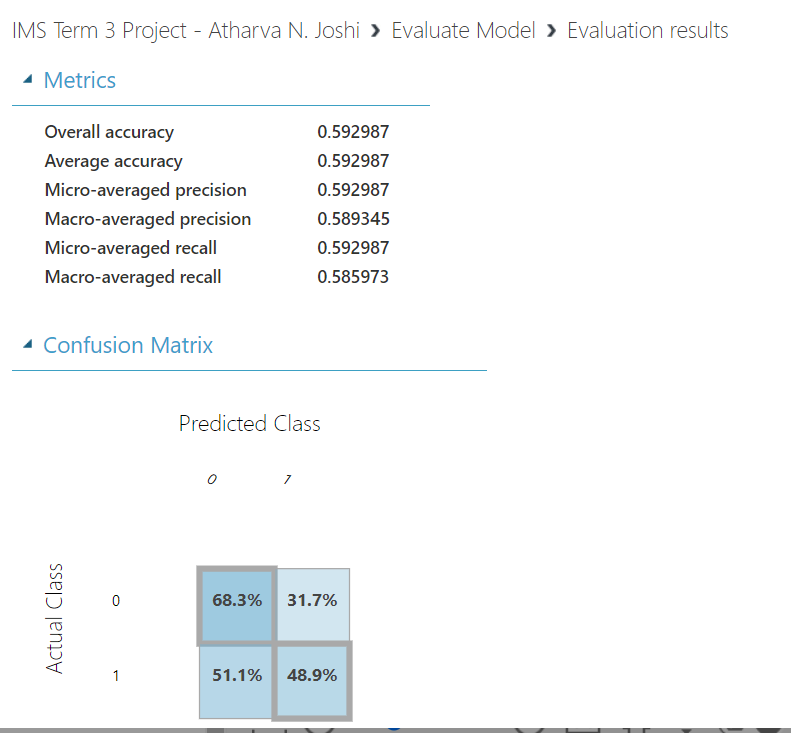 IMS Term 3 Project - Atharva N. Joshi › Evaluate Model › Evaluation results
Metrics
Overall accuracy 0.592987
Average accuracy 0.592987
Micro-averaged precision 0.592987
Macro-averaged precision 0.589345
Micro-averaged recall 0.592987
Macro-averaged recall 0.585973
Confusion Matrix
Predicted Class
0 1
Actual Class
0 68.3% 31.7%
1 51.1% 48.9%